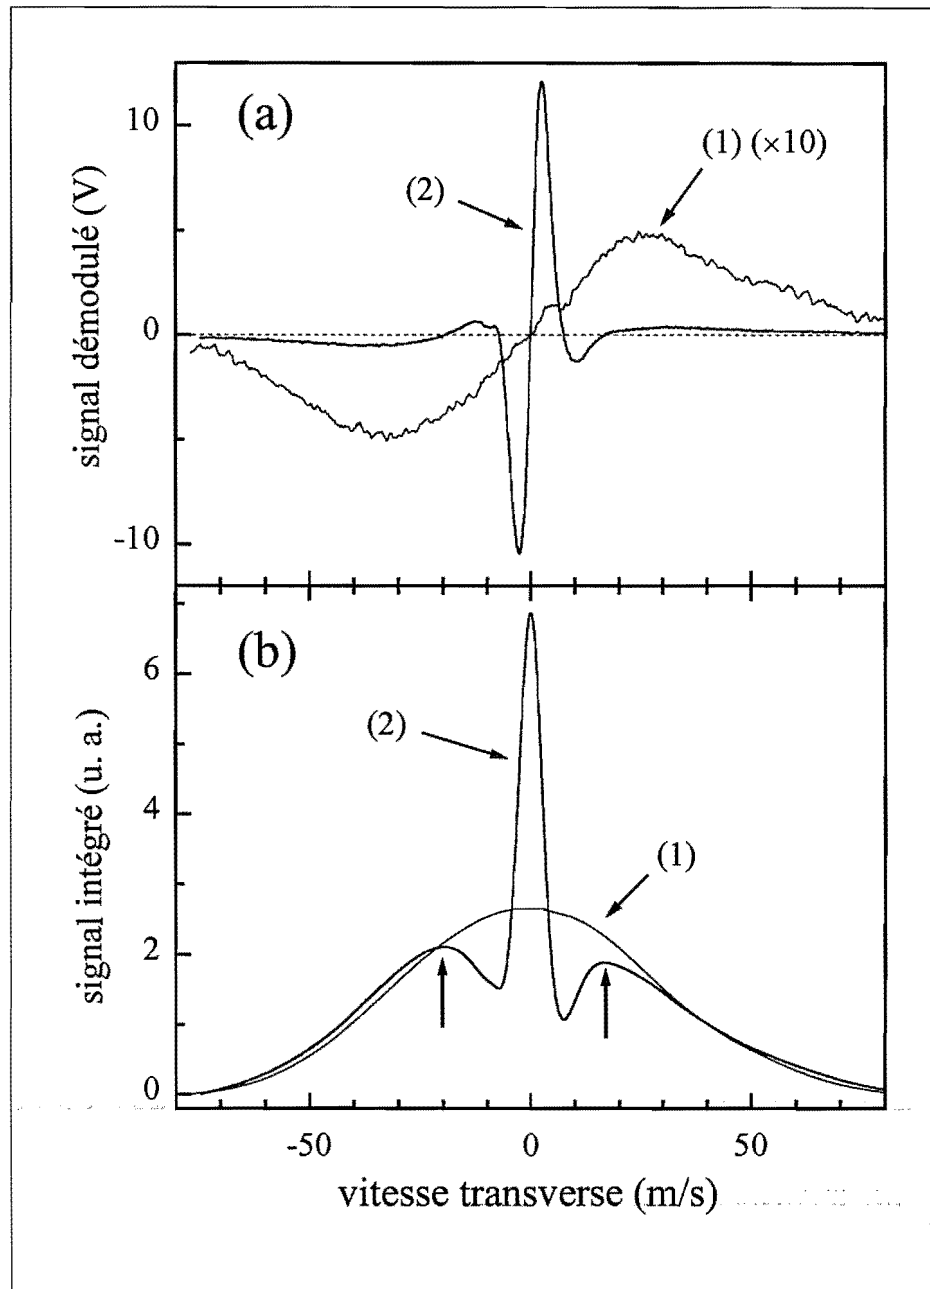 (a)
(1) (×10)
(2)
10
0
-10
signal démodulé (V)
(b)
(2)
(1)
6
4
2
0
signal intégré (u. a.)
-50
0
50
vitesse transverse (m/s)